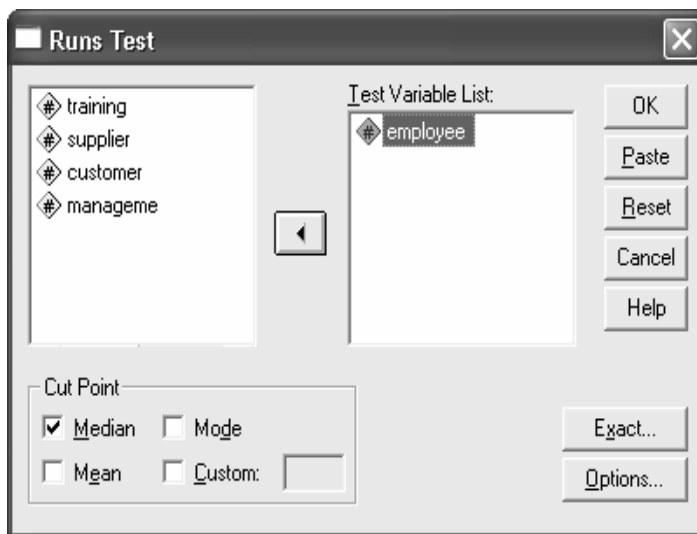 Runs Test
training
supplier
customer
manageme
Test Variable List:
employee
OK
Paste
Reset
Cancel
Help
Cut Point
Median
Mode
Mean
Custom:
Exact...
Options...